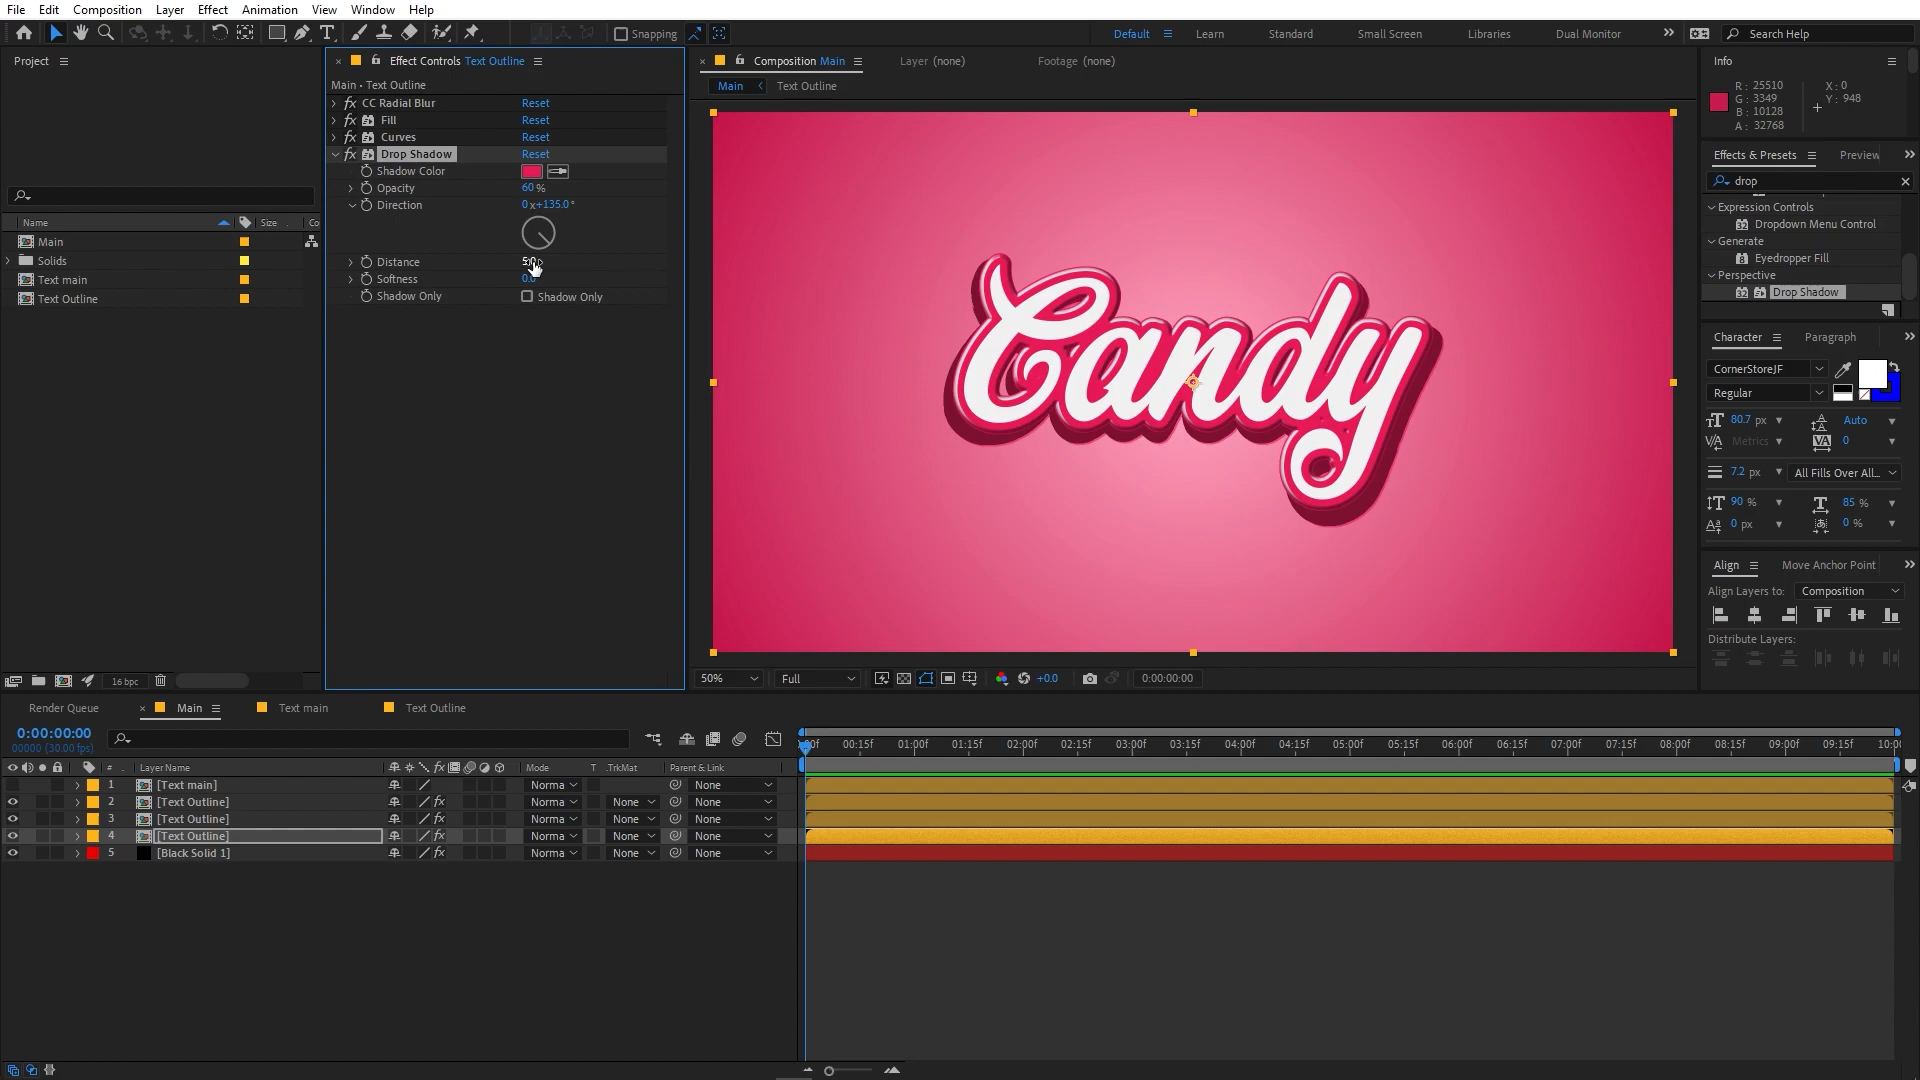 File Edit Composition Layer Effect Animation View Window Help
Snapping Default Learn Standard Small Screen Libraries Dual Monitor Search Help
Project
Name Size Co
Main
Solids
Text main
Text Outline
16 bpc
Effect Controls Text Outline
Main • Text Outline
fx CC Radial Blur Reset
fx Fill Reset
fx Curves Reset
fx Drop Shadow Reset
Shadow Color
Opacity 60 %
Direction 0x+135.0°
Distance
Softness 0.0
Shadow Only Shadow Only
Composition Main Layer (none) Footage (none)
Main Text Outline
Candy
50% Full +0.0 0:00:00:00
Info
R: 25510 X: 0
G: 3349 Y: 948
B: 10128
A: 32768
Effects & Presets Preview
drop
Expression Controls
32 Dropdown Menu Control
Generate
8 Eyedropper Fill
Perspective
32 Drop Shadow
Character Paragraph
CornerStoreJF
Regular
80.7 px Auto
Metrics 0
7.2 px All Fills Over All...
90 % 85 %
0 px 0 %
Align Move Anchor Point
Align Layers to: Composition
Distribute Layers:
Render Queue Main Text main Text Outline
0:00:00:00
00000 (30.00 fps)
# Layer Name Mode T .TrkMat Parent & Link
1 [Text main] Norma None
2 [Text Outline] Norma None None
3 [Text Outline] Norma None None
4 [Text Outline] Norma None None
5 [Black Solid 1] Norma None None
00f 00:15f 01:00f 01:15f 02:00f 02:15f 03:00f 03:15f 04:00f 04:15f 05:00f 05:15f 06:00f 06:15f 07:00f 07:15f 08:00f 08:15f 09:00f 09:15f 10:00